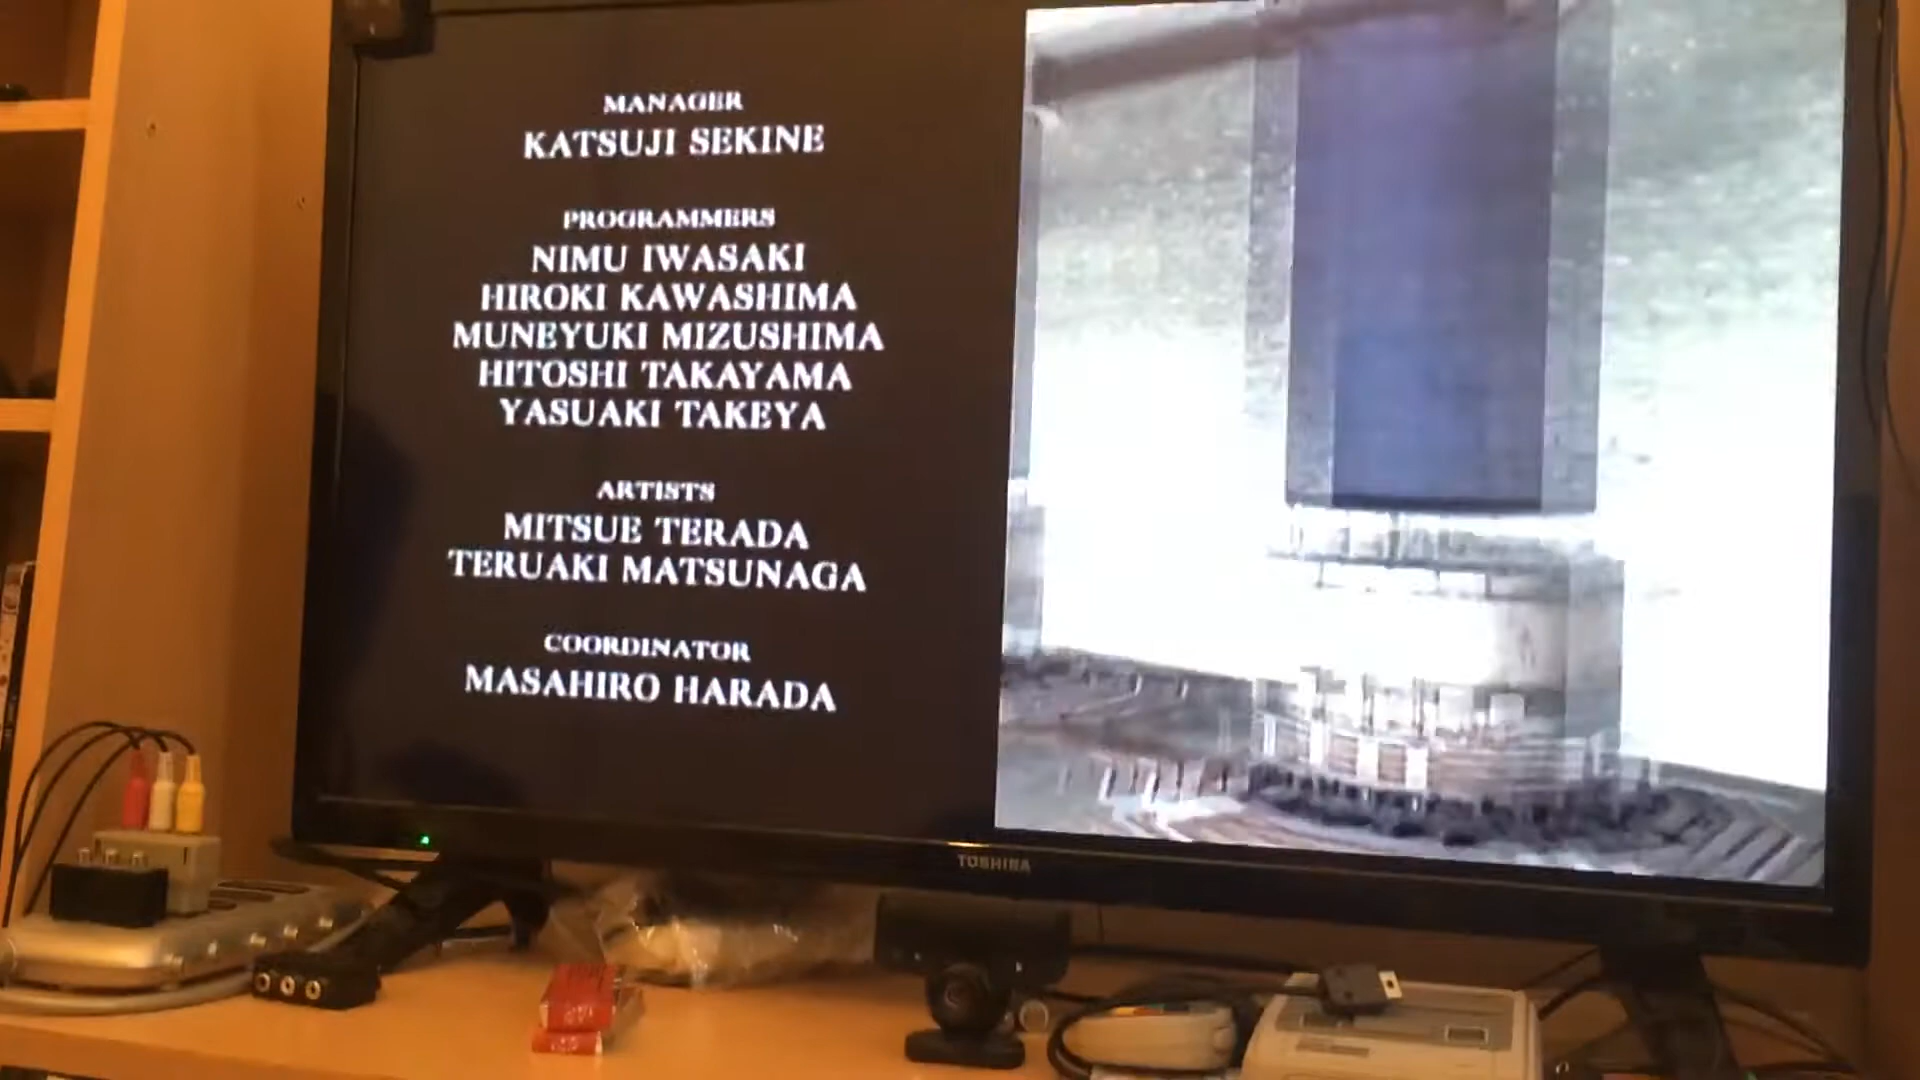 MANAGER
KATSUJI SEKINE
PROGRAMMERS
NIMU IWASAKI
HIROKI KAWASHIMA
MUNEYUKI MIZUSHIMA
HITOSHI TAKAYAMA
YASUAKI TAKEYA
ARTISTS
MITSUE TERADA
TERUAKI MATSUNAGA
COORDINATOR
MASAHIRO HARADA
TOSHIBA